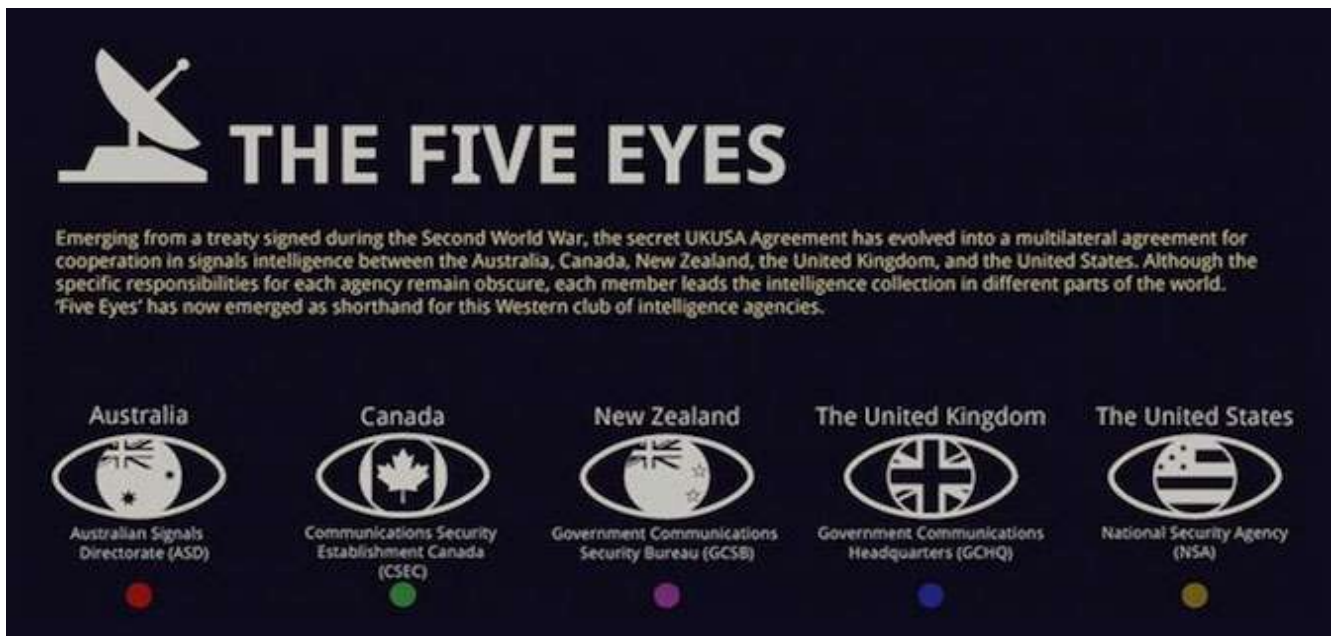 THE FIVE EYES
Emerging from a treaty signed during the Second World War, the secret UKUSA Agreement has evolved into a multilateral agreement for
cooperation in signals intelligence between the Australia, Canada, New Zealand, the United Kingdom, and the United States. Although the
specific responsibilities for each agency remain obscure, each member leads the intelligence collection in different parts of the world.
'Five Eyes' has now emerged as shorthand for this Western club of intelligence agencies.
Australia
Australian Signals
Directorate (ASD)
Canada
Communications Security
Establishment Canada
(CSEC)
New Zealand
Government Communications
Security Bureau (GCSB)
The United Kingdom
Government Communications
Headquarters (GCHQ)
The United States
National Security Agency
(NSA)